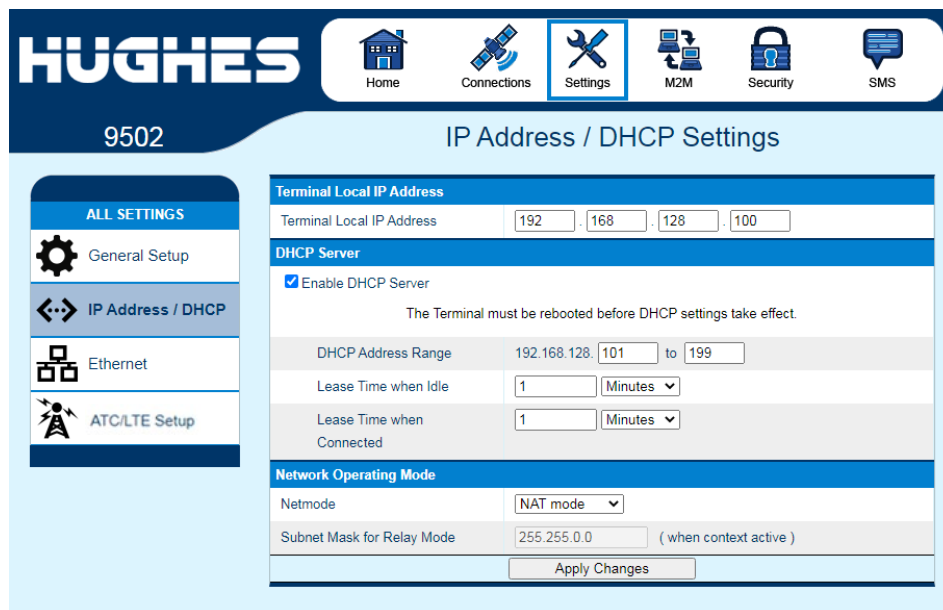 HUGHES
Home
Connections
Settings
M2M
Security
SMS
9502
IP Address / DHCP Settings
ALL SETTINGS
General Setup
IP Address / DHCP
Ethernet
ATC/LTE Setup
Terminal Local IP Address
Terminal Local IP Address 192 . 168 . 128 . 100
DHCP Server
Enable DHCP Server
The Terminal must be rebooted before DHCP settings take effect.
DHCP Address Range 192.168.128. 101 to 199
Lease Time when Idle 1 Minutes
Lease Time when 1 Minutes
Connected
Network Operating Mode
Netmode NAT mode
Subnet Mask for Relay Mode 255.255.0.0 ( when context active )
Apply Changes